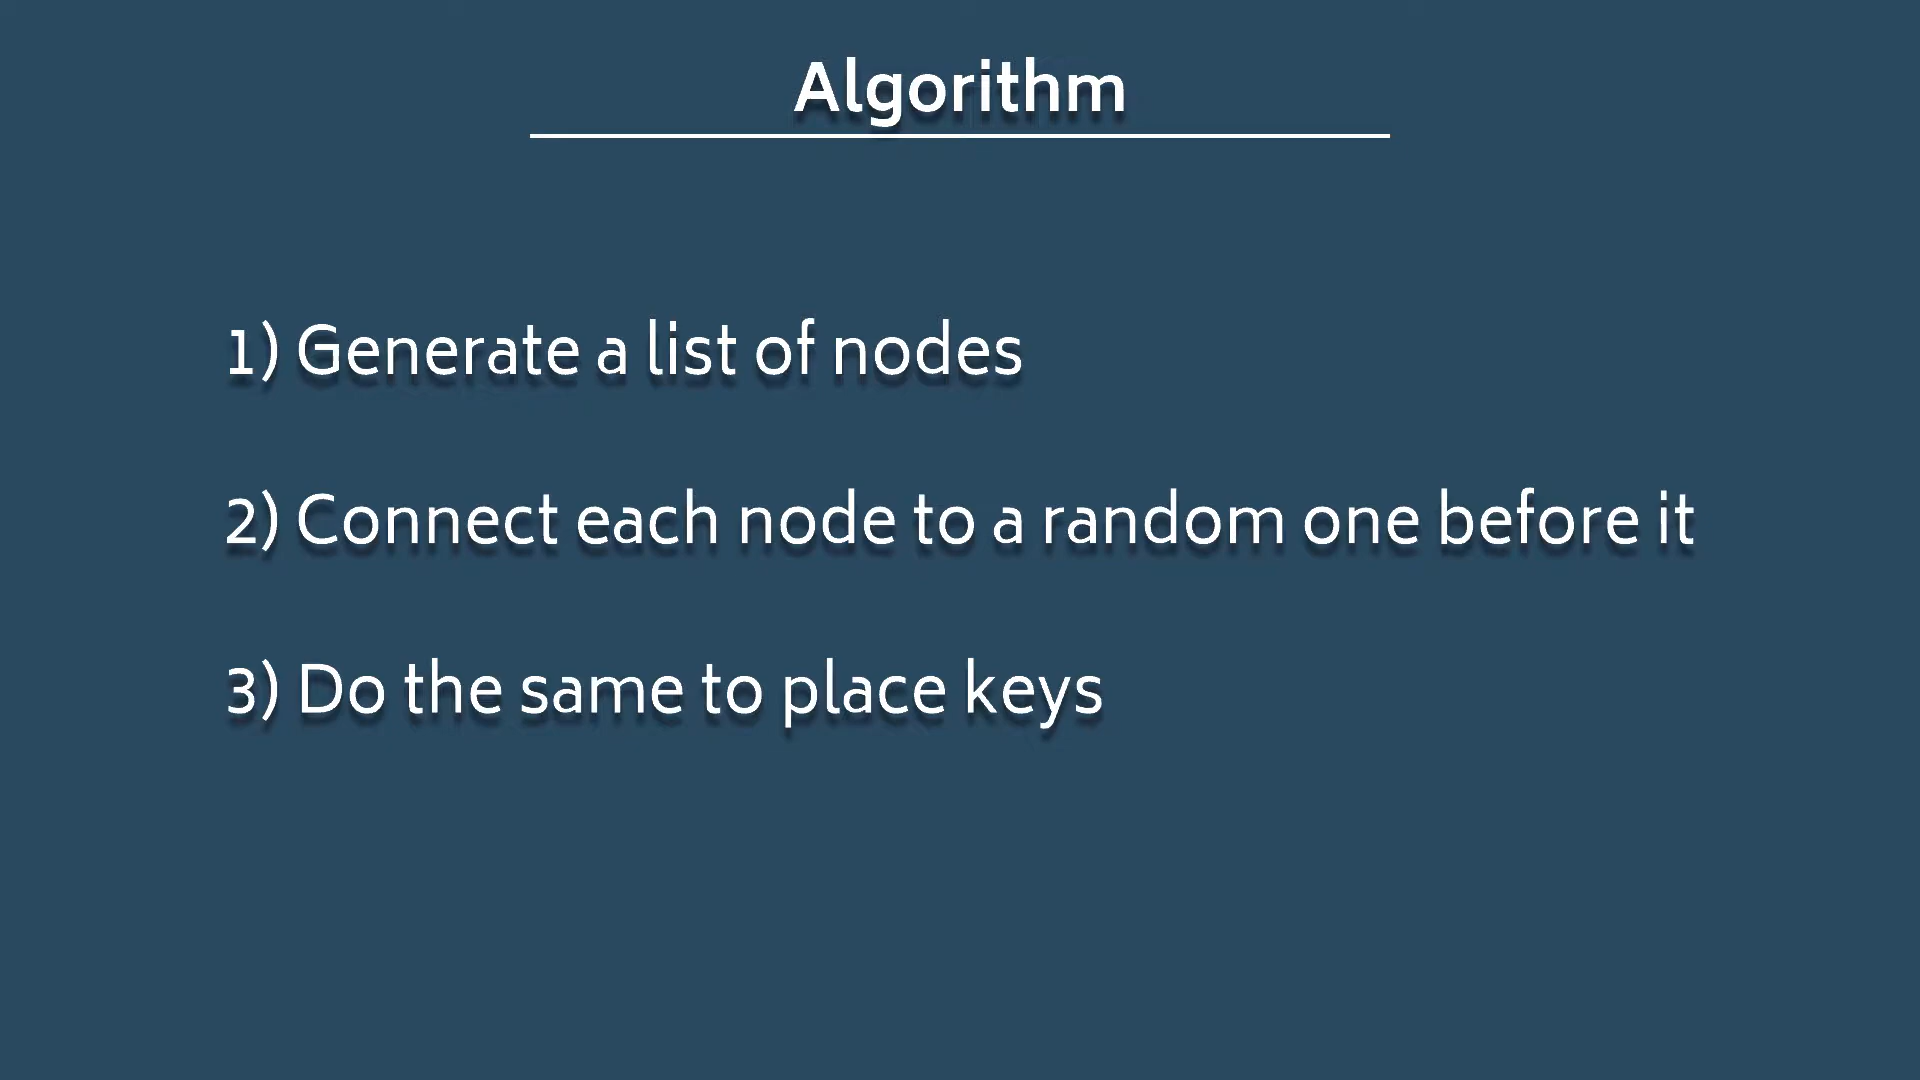 Algorithm
1) Generate a list of nodes
2) Connect each node to a random one before it
3) Do the same to place keys